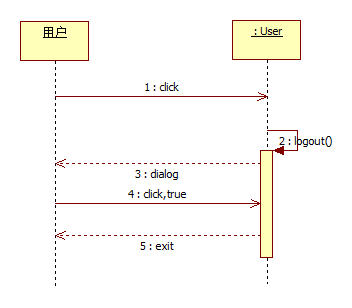 用户
: User
1 : click
2 : logout()
3 : dialog
4 : click,true
5 : exit